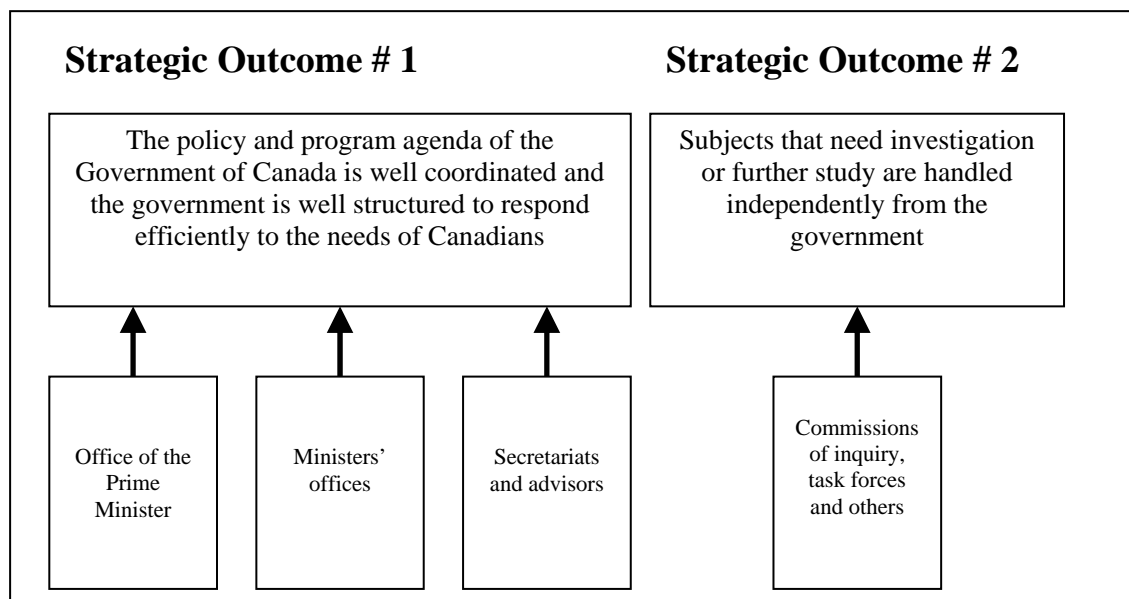 Strategic Outcome # 1
The policy and program agenda of the
Government of Canada is well coordinated and
the government is well structured to respond
efficiently to the needs of Canadians
Office of the
Prime
Minister
Ministers’
offices
Secretariats
and advisors
Strategic Outcome # 2
Subjects that need investigation
or further study are handled
independently from the
government
Commissions
of inquiry,
task forces
and others